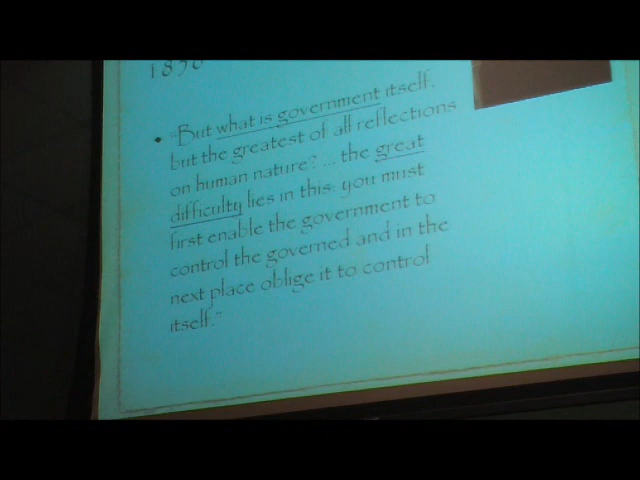 1836
• "But what is government itself,
but the greatest of all reflections
on human nature? ... the great
difficulty lies in this: you must
first enable the government to
control the governed and in the
next place oblige it to control
itself."